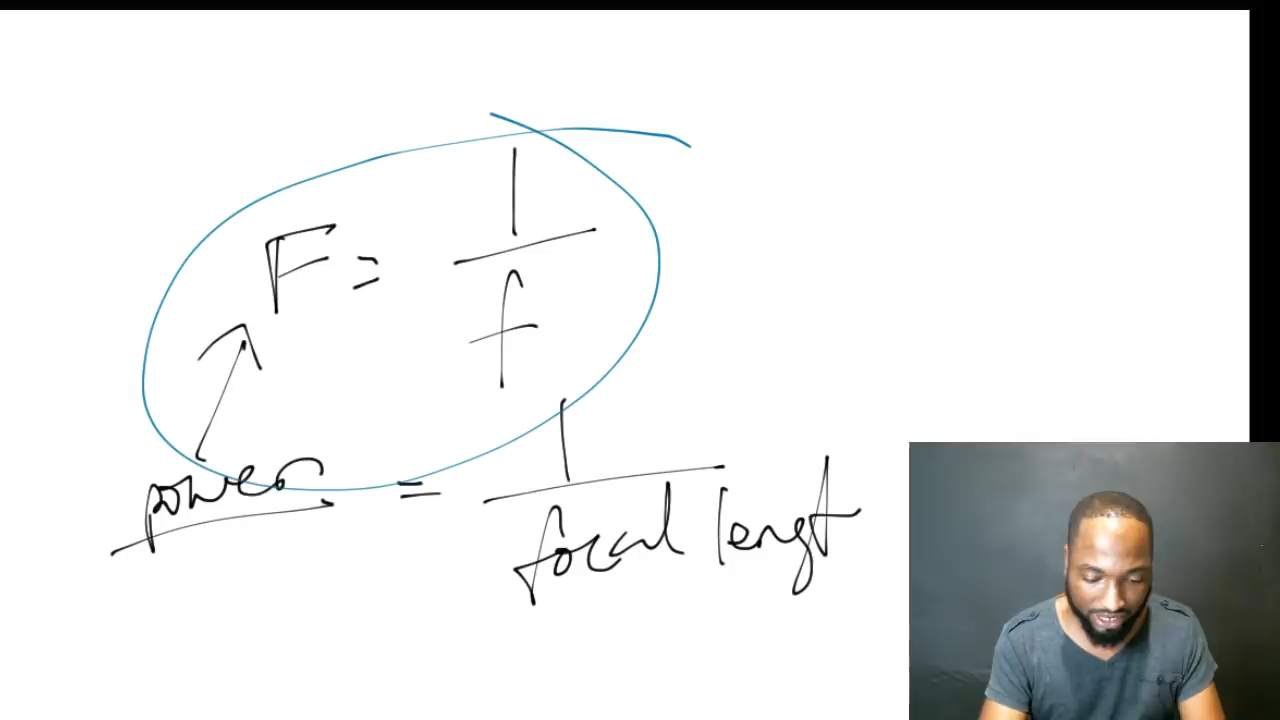 F = 1/f
power = 1/focal lengt